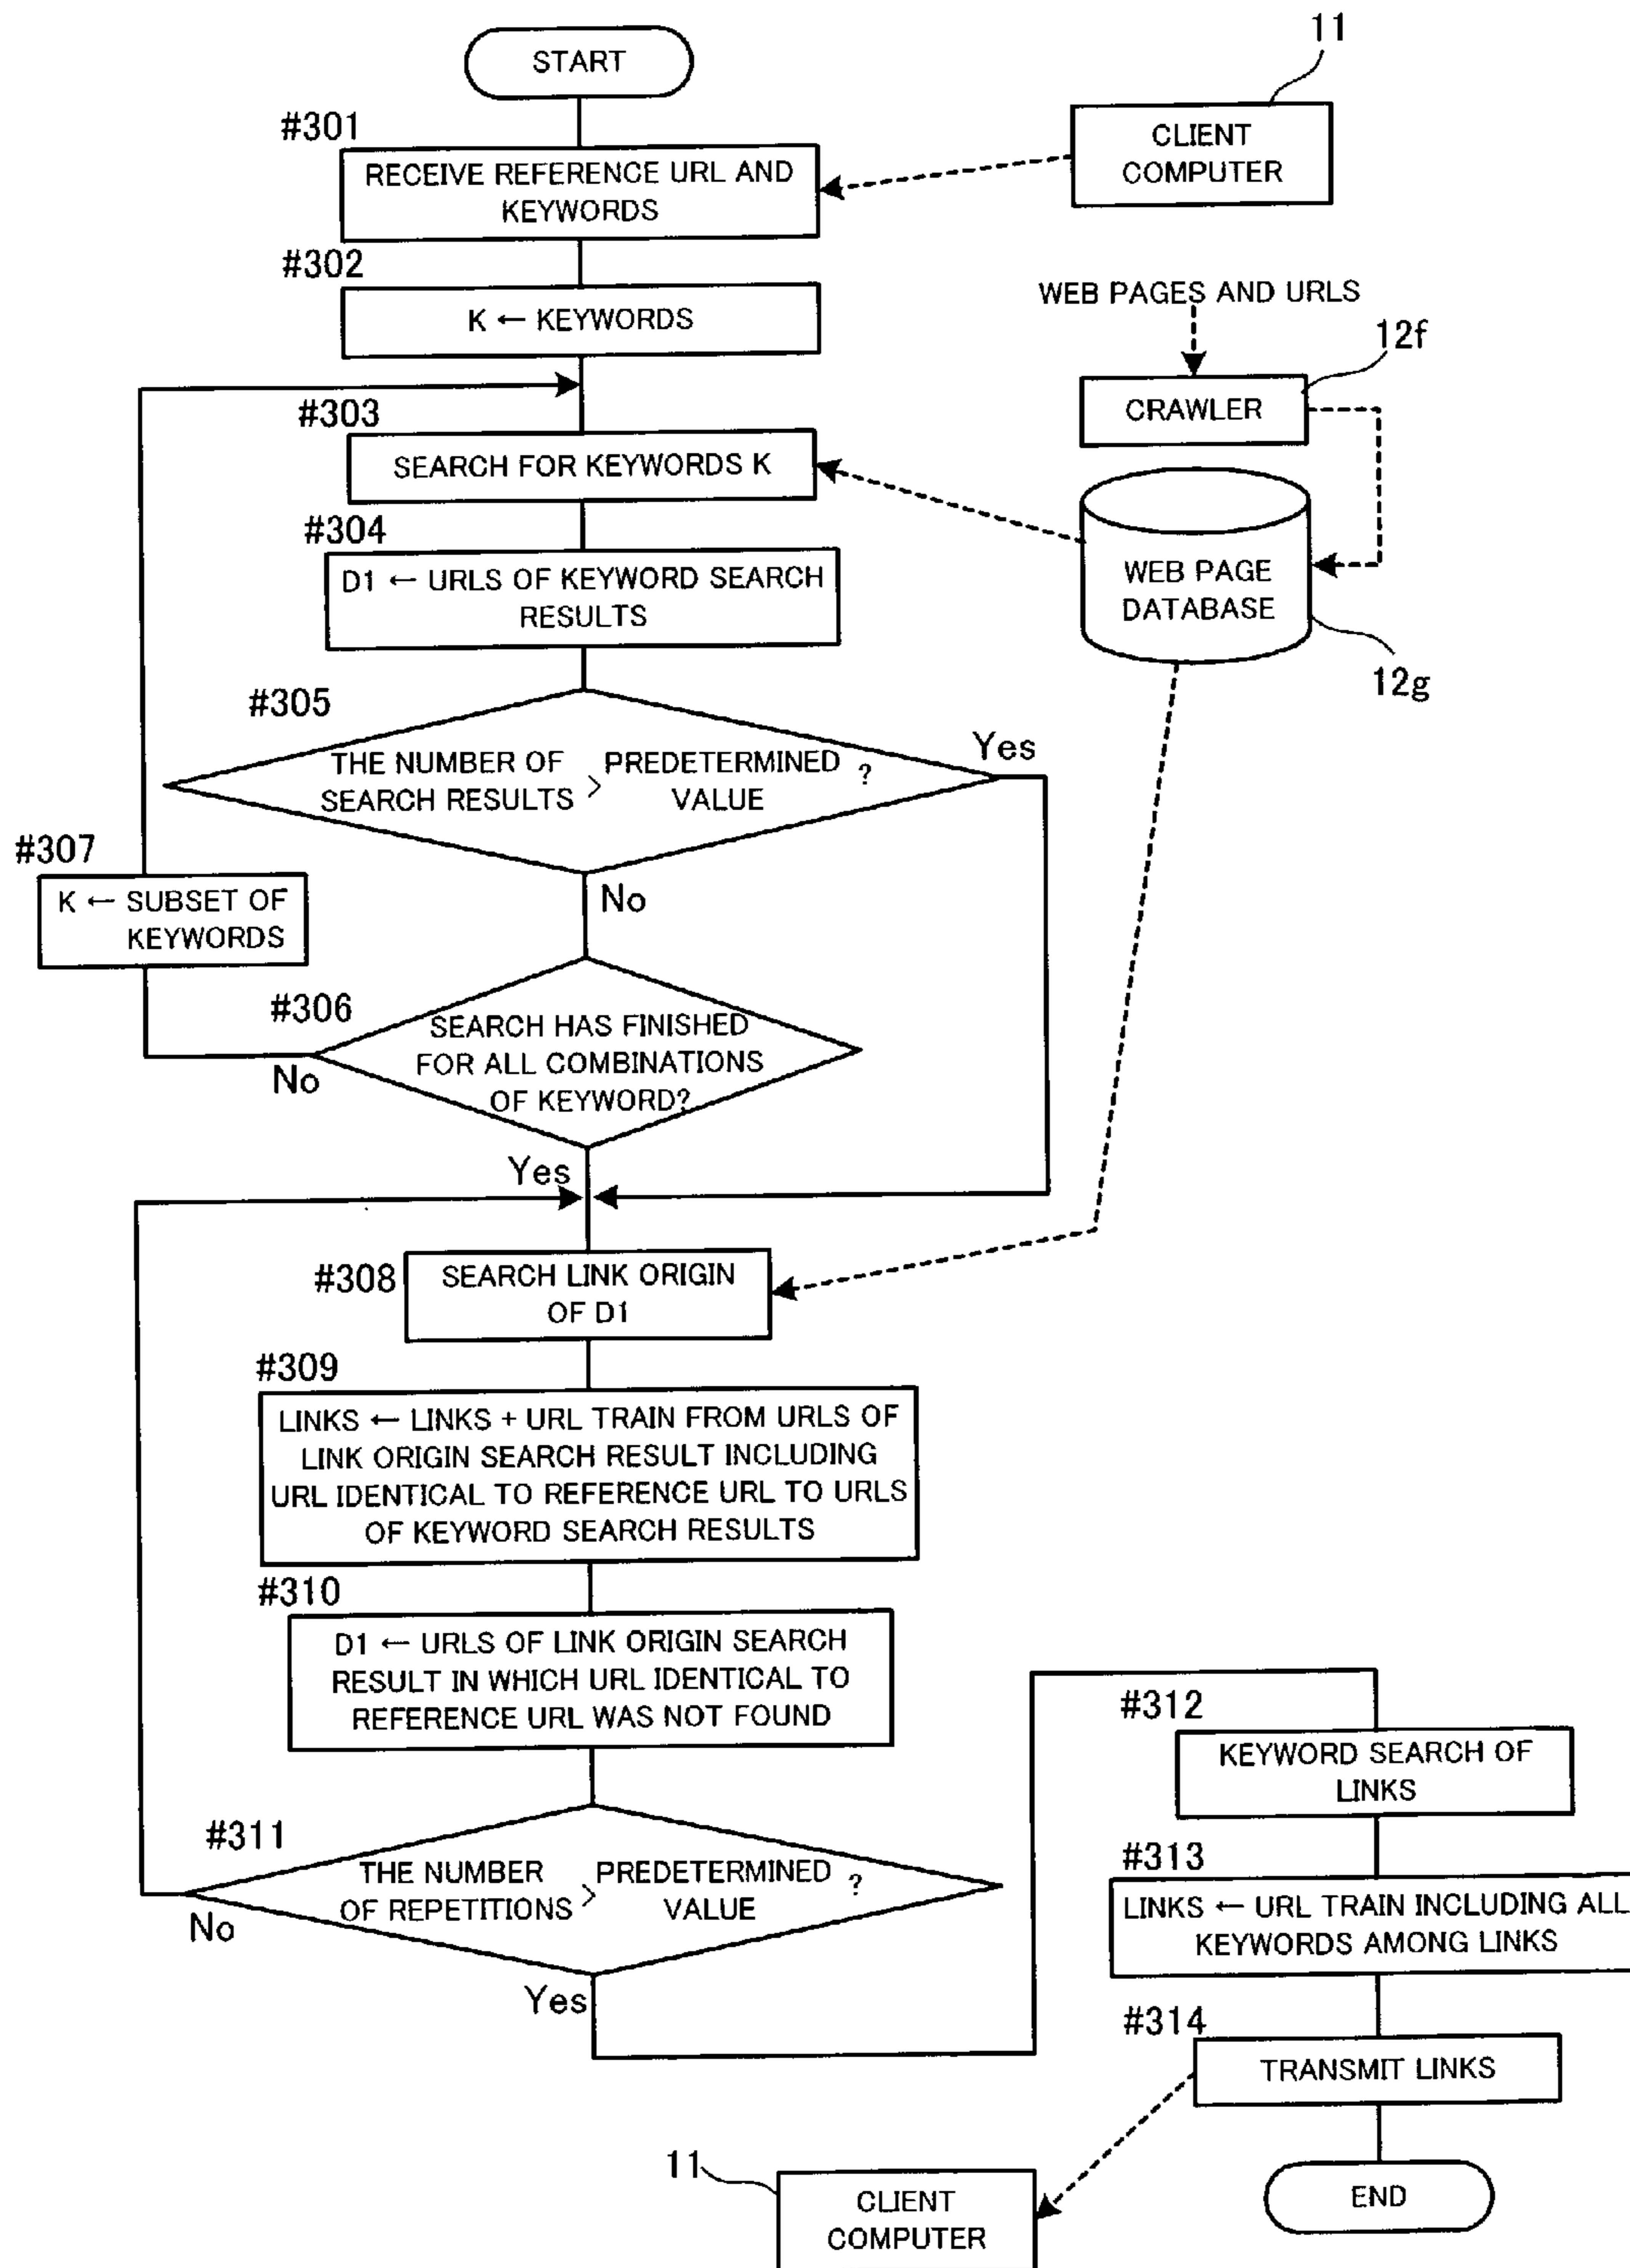 START
11
#301
CLIENT
COMPUTER
RECEIVE REFERENCE URL AND
KEYWORDS
#302
K ← KEYWORDS
WEB PAGES AND URLS
12f
CRAWLER
#303
SEARCH FOR KEYWORDS K
#304
D1 ← URLS OF KEYWORD SEARCH
RESULTS
WEB PAGE
DATABASE
12g
#305
THE NUMBER OF
SEARCH RESULTS > PREDETERMINED
VALUE ?
Yes
No
#307
K ← SUBSET OF
KEYWORDS
#306
SEARCH HAS FINISHED
FOR ALL COMBINATIONS
OF KEYWORD?
No
Yes
#308
SEARCH LINK ORIGIN
OF D1
#309
LINKS ← LINKS + URL TRAIN FROM URLS OF
LINK ORIGIN SEARCH RESULT INCLUDING
URL IDENTICAL TO REFERENCE URL TO URLS
OF KEYWORD SEARCH RESULTS
#310
D1 ← URLS OF LINK ORIGIN SEARCH
RESULT IN WHICH URL IDENTICAL TO
REFERENCE URL WAS NOT FOUND
#311
THE NUMBER
OF REPETITIONS > PREDETERMINED
VALUE ?
No
Yes
#312
KEYWORD SEARCH OF
LINKS
#313
LINKS ← URL TRAIN INCLUDING ALL
KEYWORDS AMONG LINKS
#314
TRANSMIT LINKS
11
CLIENT
COMPUTER
END